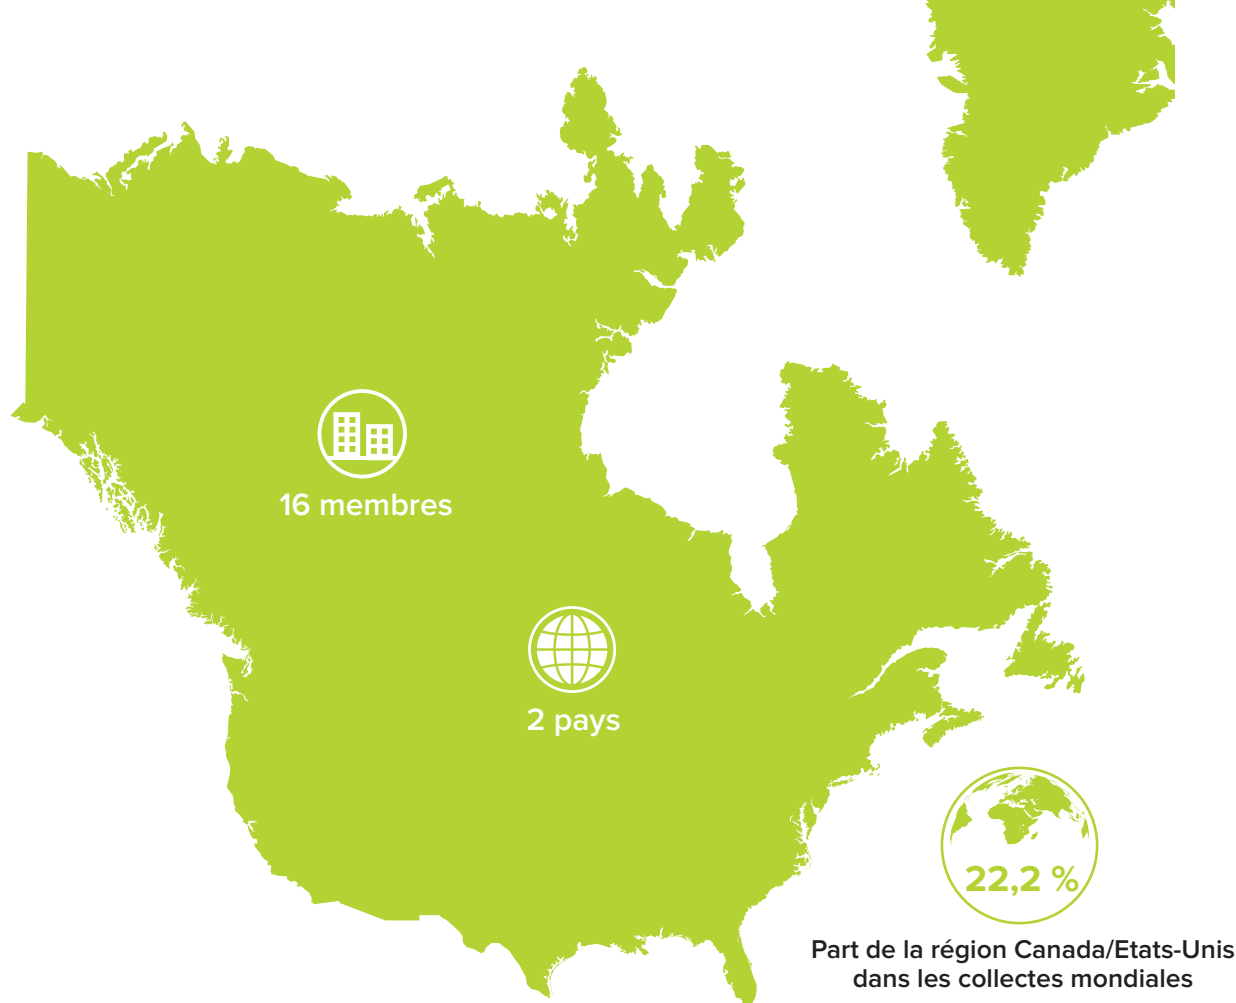 16 membres
2 pays
22,2 %
Part de la région Canada/Etats-Unis
dans les collectes mondiales